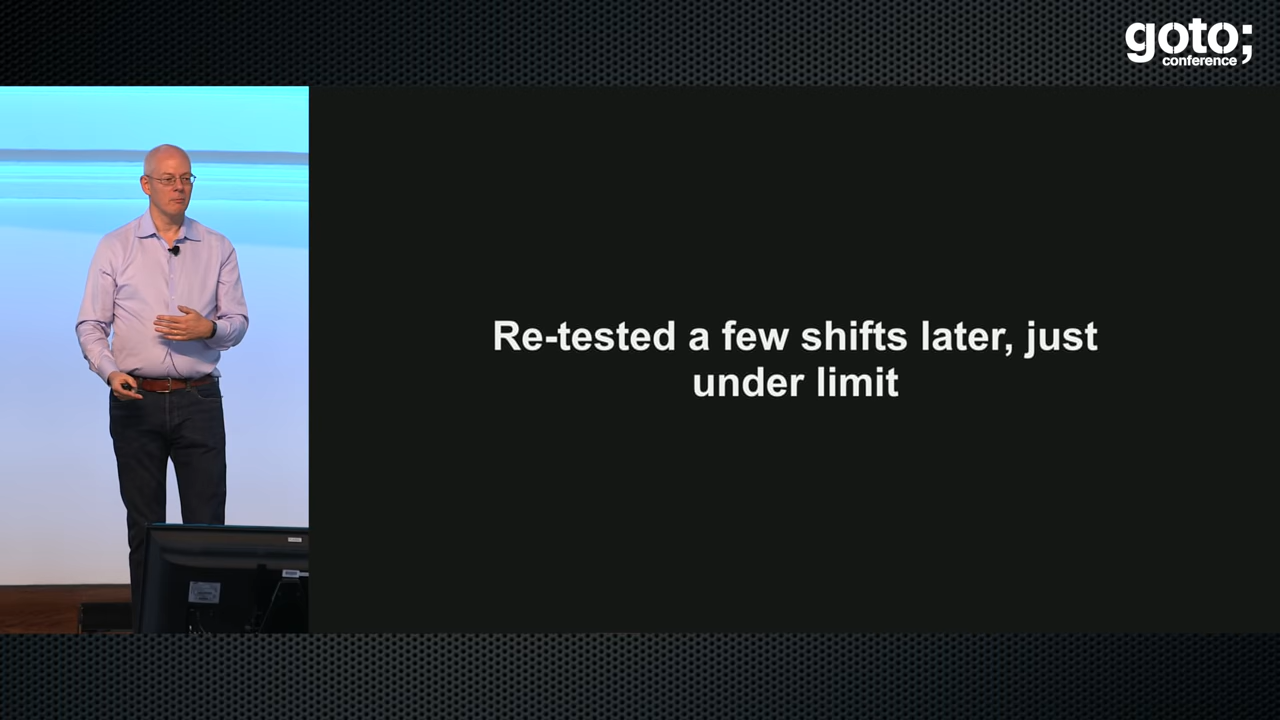 goto;
conference
Re-tested a few shifts later, just
under limit